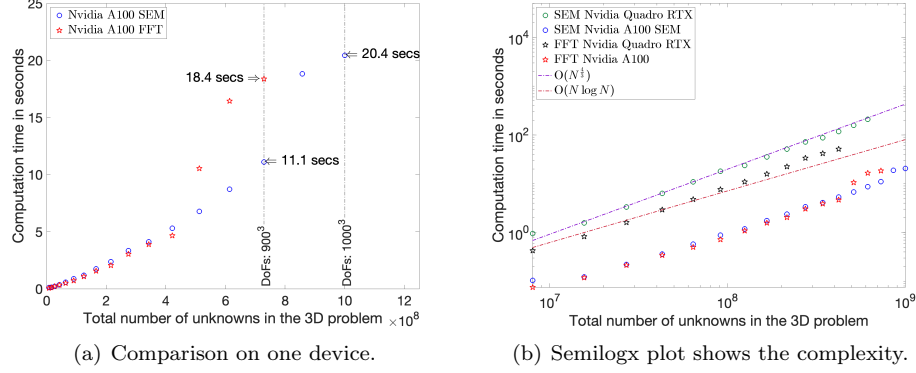 25
20
15
10
5
0
Computation time in seconds
Nvidia A100 SEM
Nvidia A100 FFT
18.4 secs
20.4 secs
11.1 secs
DoFs: 900³
DoFs: 1000³
0 2 4 6 8 10 12
Total number of unknowns in the 3D problem ×10⁸
(a) Comparison on one device.
10⁴
10²
10⁰
Computation time in seconds
SEM Nvidia Quadro RTX
SEM Nvidia A100 SEM
FFT Nvidia Quadro RTX
FFT Nvidia A100
O(N log N)
10⁷ 10⁸ 10⁹
Total number of unknowns in the 3D problem
(b) Semilogx plot shows the complexity.